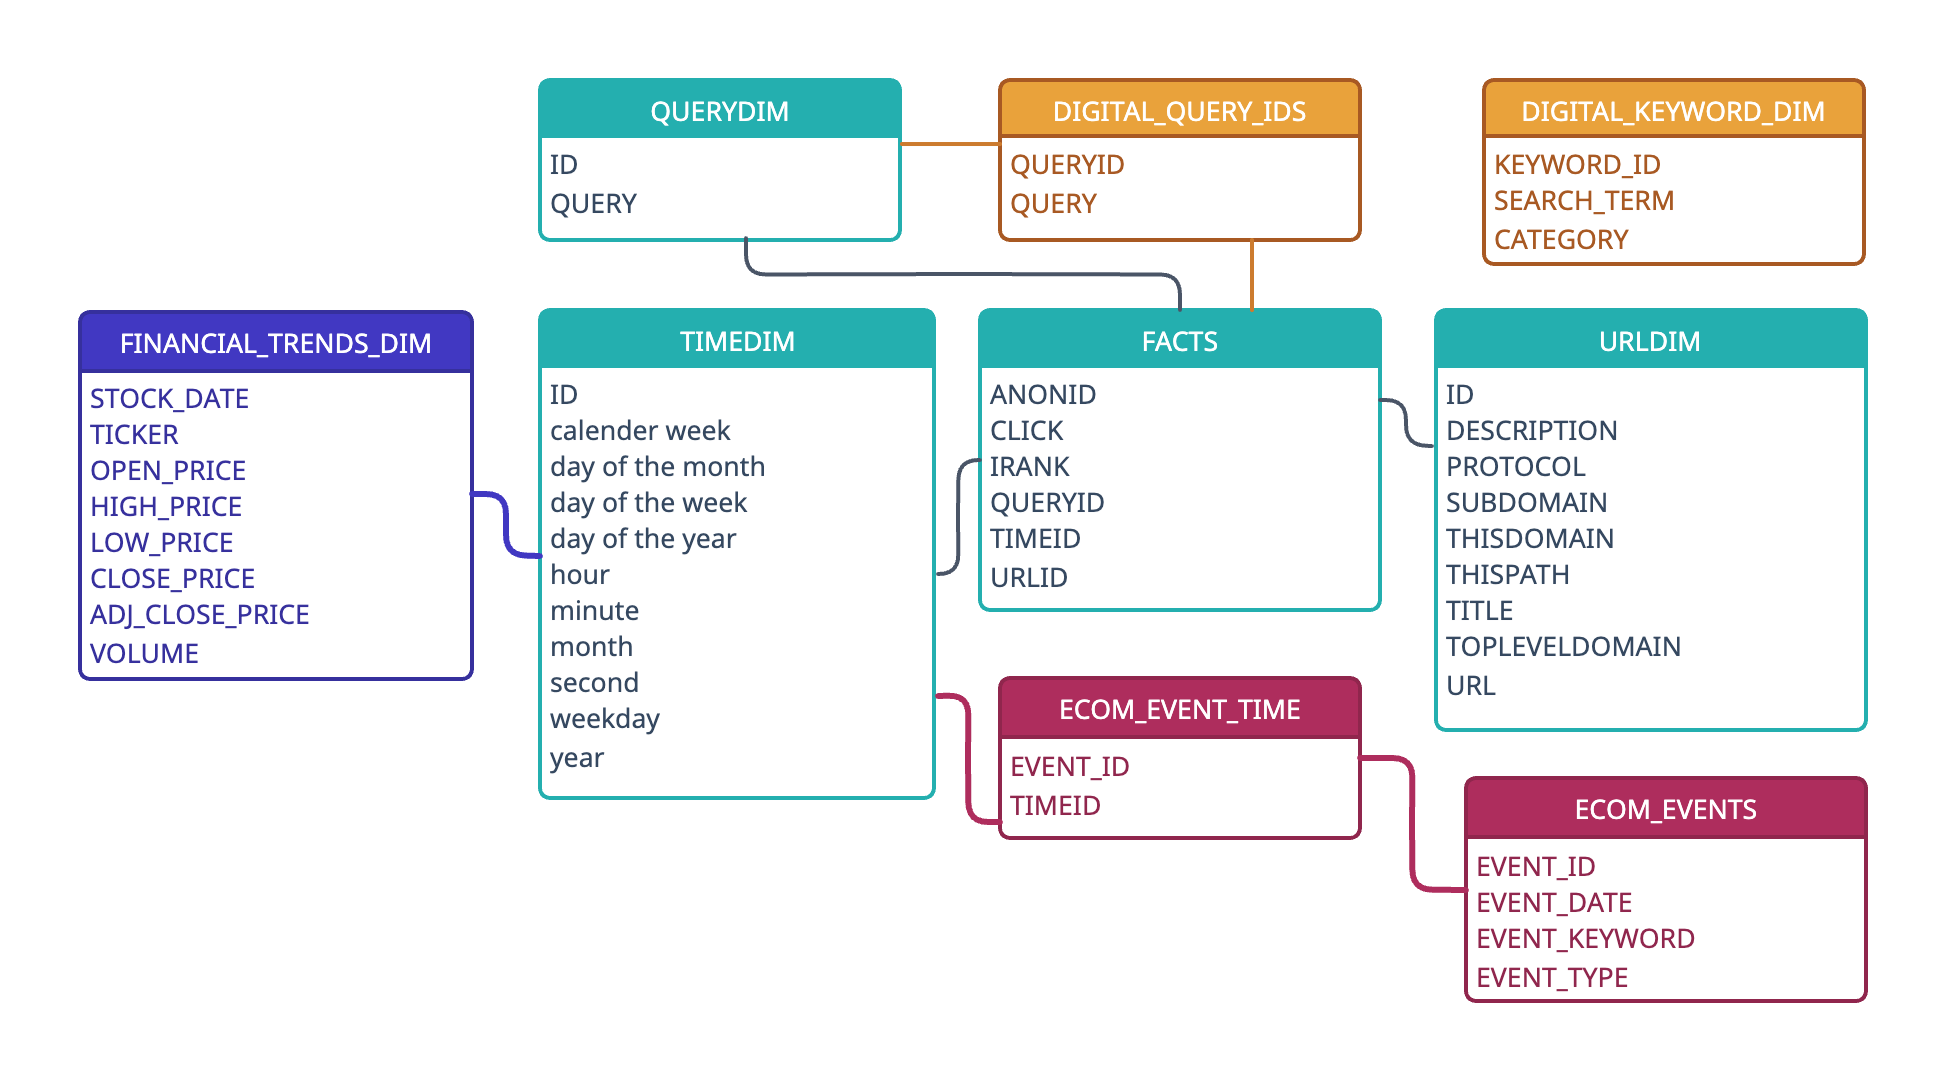 QUERYDIM
ID
QUERY
DIGITAL_QUERY_IDS
QUERYID
QUERY
DIGITAL_KEYWORD_DIM
KEYWORD_ID
SEARCH_TERM
CATEGORY
FINANCIAL_TRENDS_DIM
STOCK_DATE
TICKER
OPEN_PRICE
HIGH_PRICE
LOW_PRICE
CLOSE_PRICE
ADJ_CLOSE_PRICE
VOLUME
TIMEDIM
ID
calender week
day of the month
day of the week
day of the year
hour
minute
month
second
weekday
year
FACTS
ANONID
CLICK
IRANK
QUERYID
TIMEID
URLID
URLDIM
ID
DESCRIPTION
PROTOCOL
SUBDOMAIN
THISDOMAIN
THISPATH
TITLE
TOPLEVELDOMAIN
URL
ECOM_EVENT_TIME
EVENT_ID
TIMEID
ECOM_EVENTS
EVENT_ID
EVENT_DATE
EVENT_KEYWORD
EVENT_TYPE